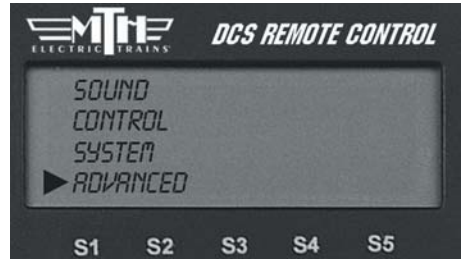 MTH DCS REMOTE CONTROL
ELECTRIC TRAINS
SOUND
CONTROL
SYSTEM
ADVANCED
S1 S2 S3 S4 S5